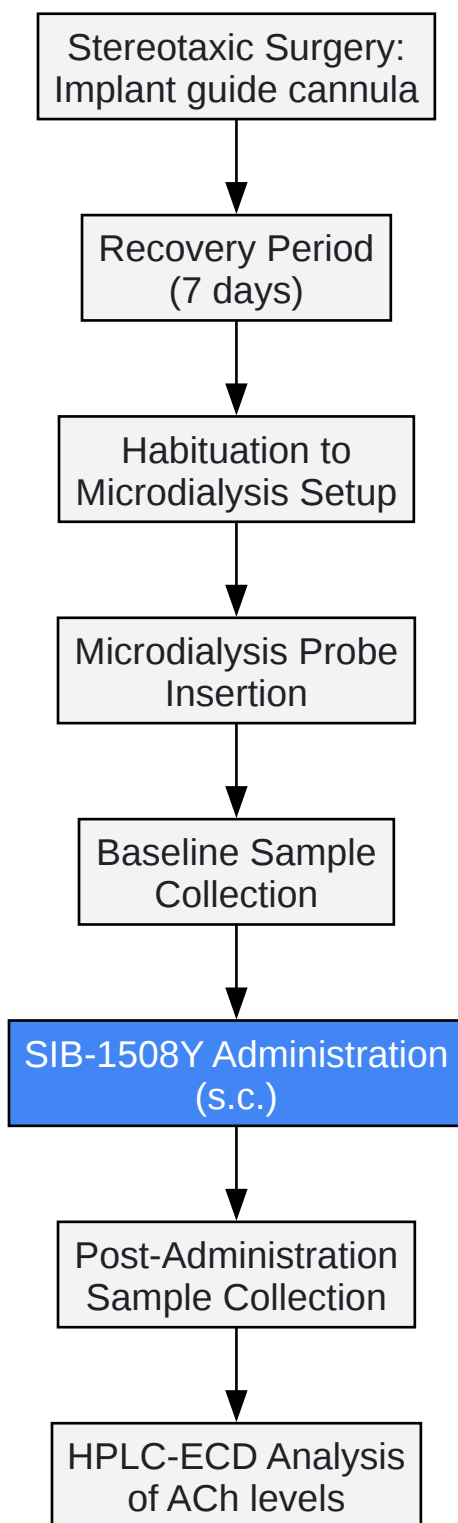 Stereotaxic Surgery:
Implant guide cannula
Recovery Period
(7 days)
Habituation to
Microdialysis Setup
Microdialysis Probe
Insertion
Baseline Sample
Collection
SIB-1508Y Administration
(s.c.)
Post-Administration
Sample Collection
HPLC-ECD Analysis
of ACh levels